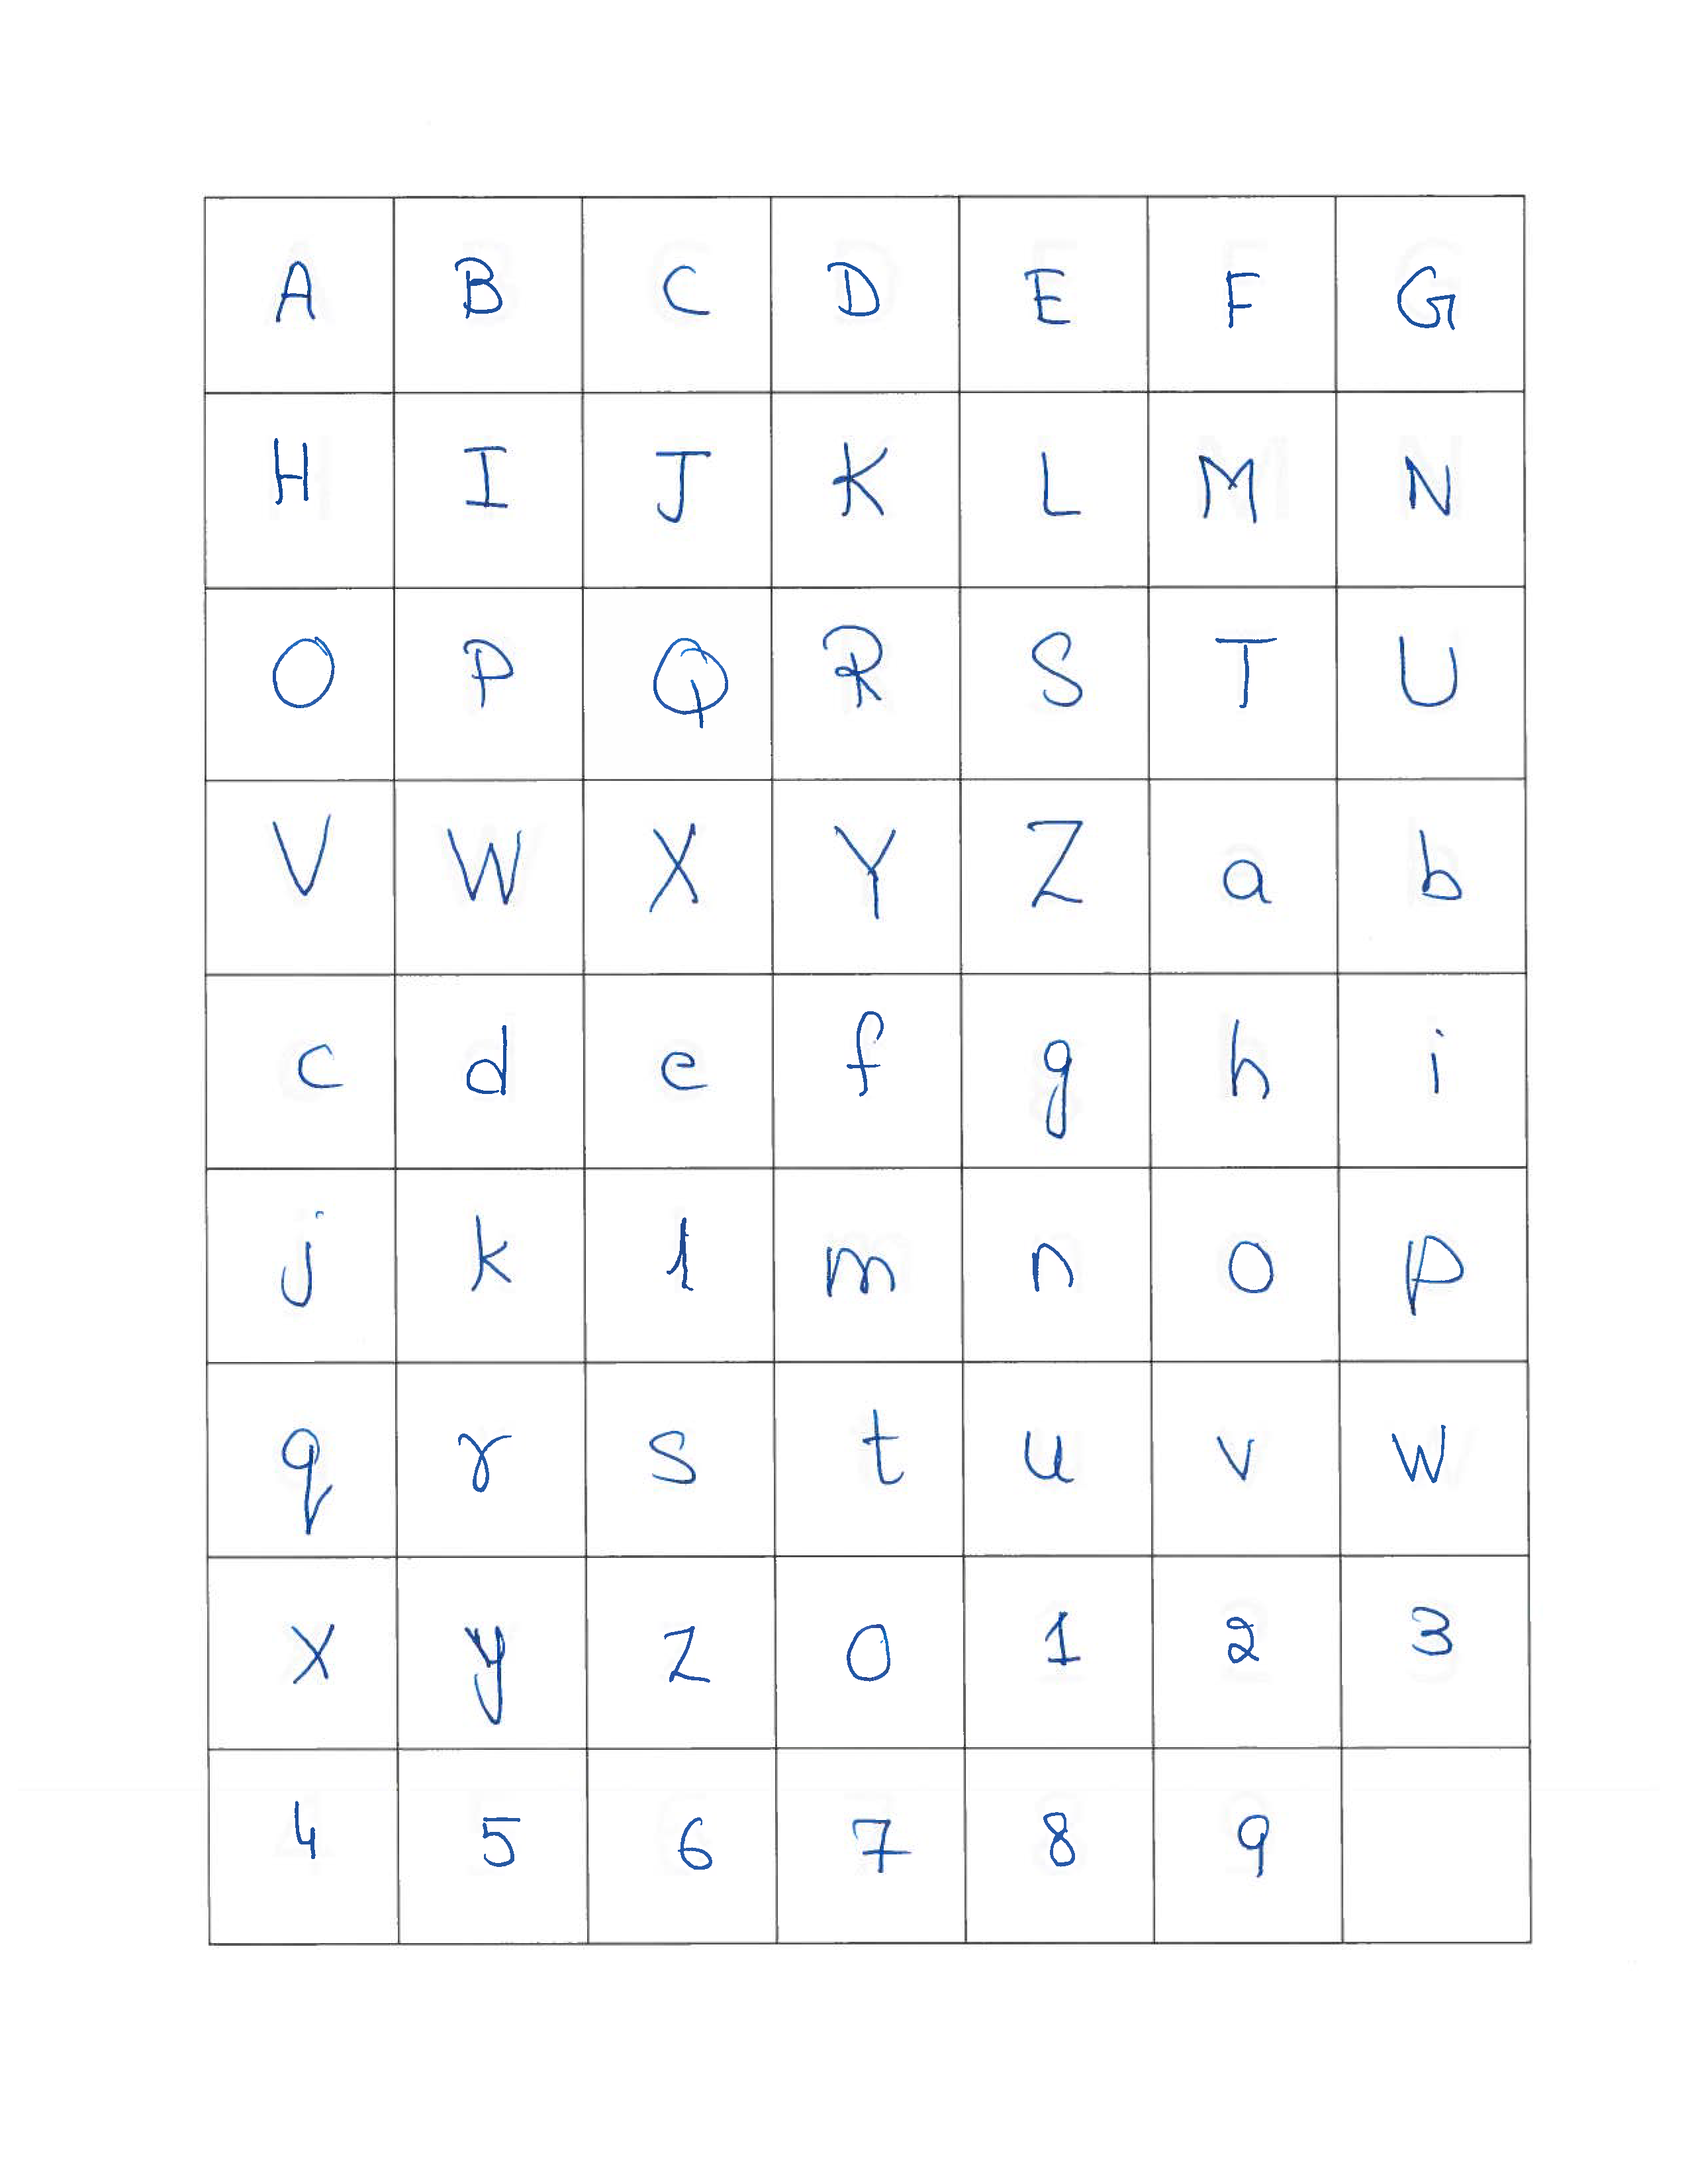 A B C D E F G
H I J K L M N
O P Q R S T U
V W X Y Z a b
c d e f g h i
j k l m n o p
q r s t u v w
x y z 0 1 2 3
4 5 6 7 8 9